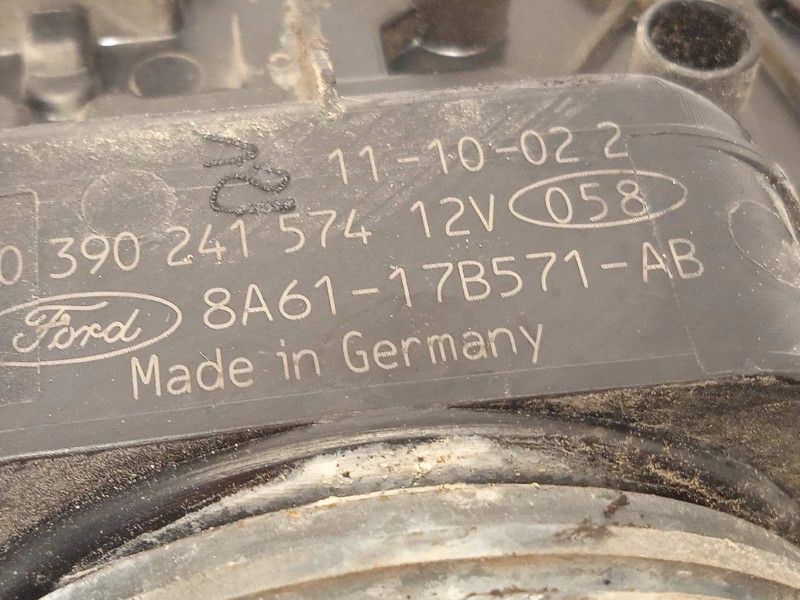 11-10-02 2
0 390 241 574 12V 058
Ford 8A61-17B571-AB
Made in Germany